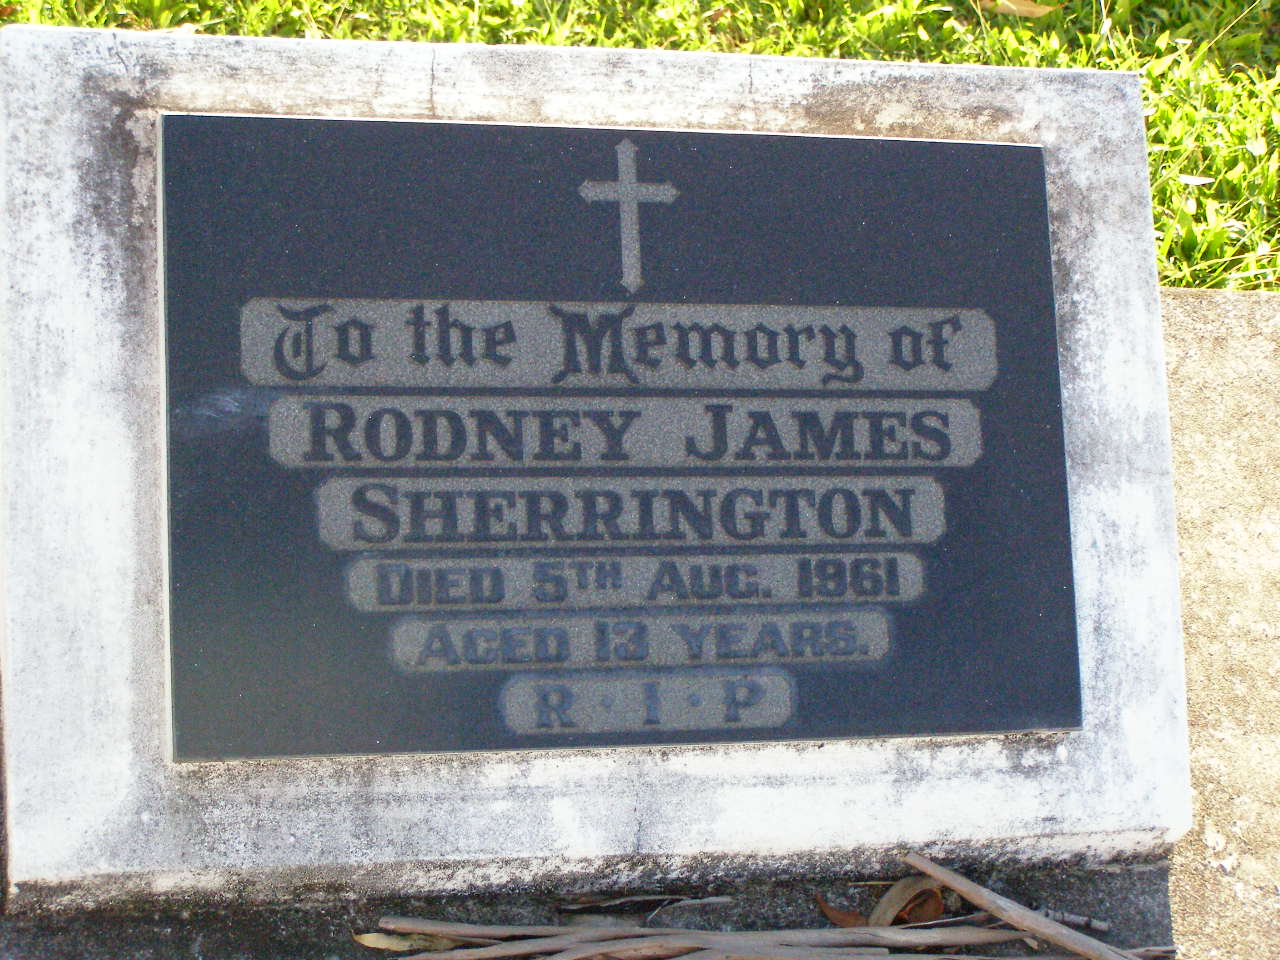 To the Memory of
RODNEY JAMES
SHERRINGTON
DIED 5TH AUG. 1961
AGED 13 YEARS.
R·I·P